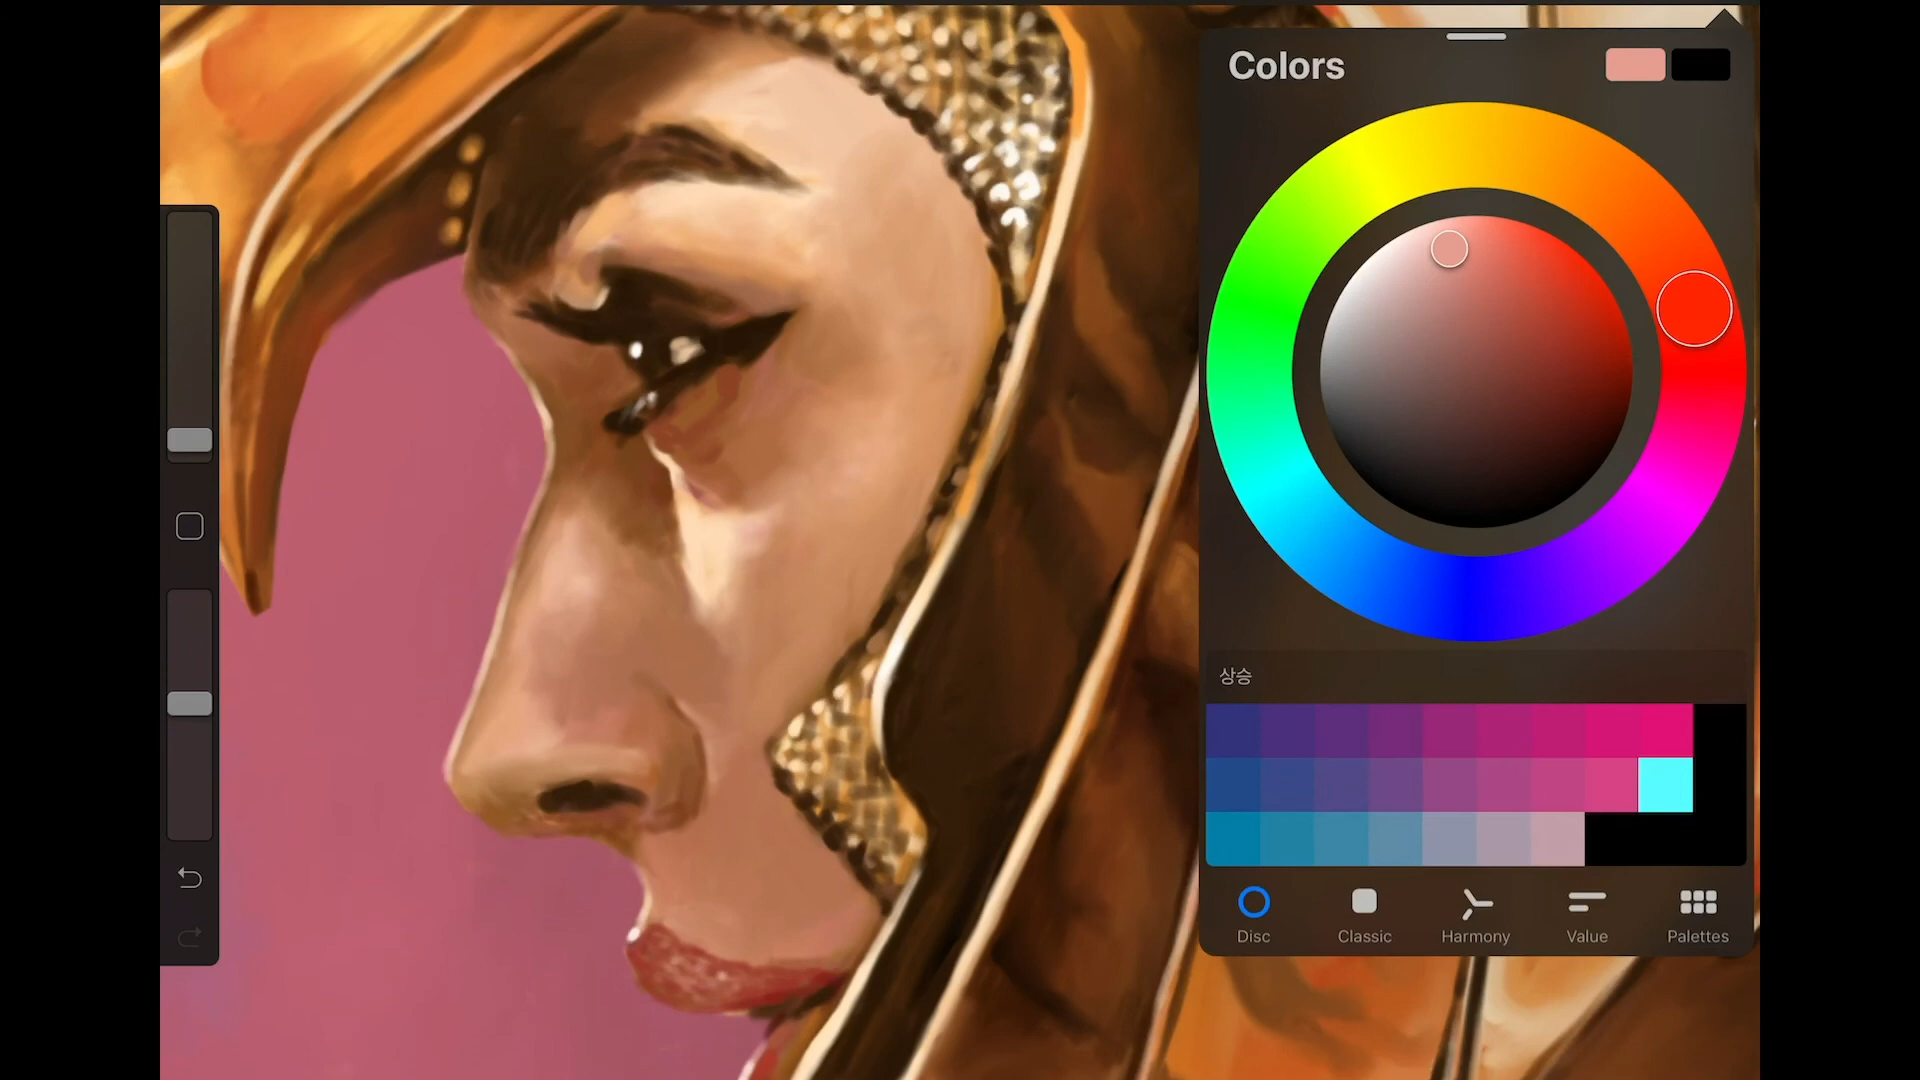 Colors
상승
Disc
Classic
Harmony
Value
Palettes